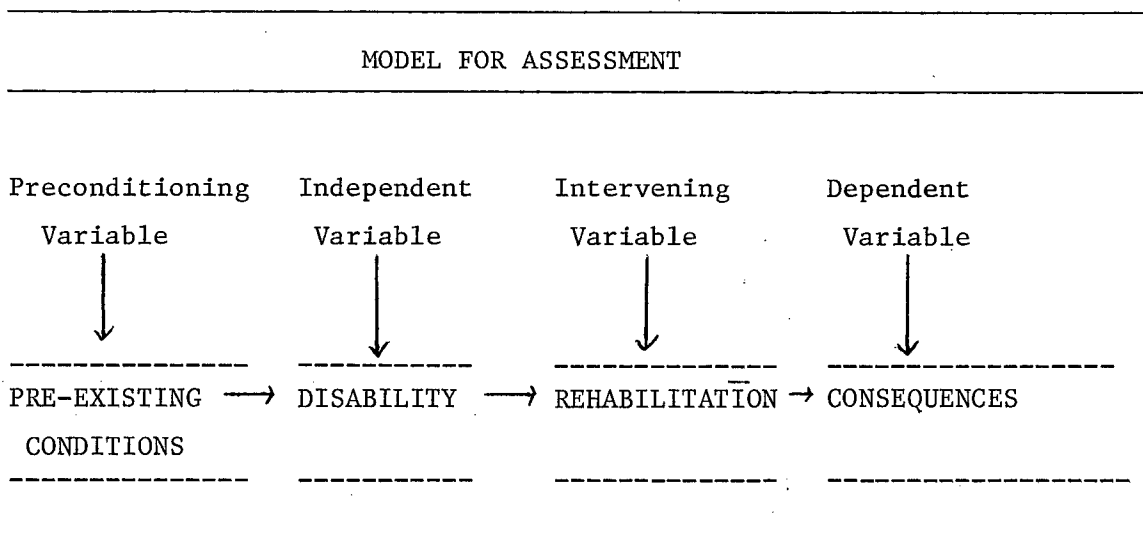 MODEL FOR ASSESSMENT
Preconditioning Independent Intervening Dependent
Variable Variable Variable Variable
PRE-EXISTING → DISABILITY → REHABILITATION → CONSEQUENCES
CONDITIONS